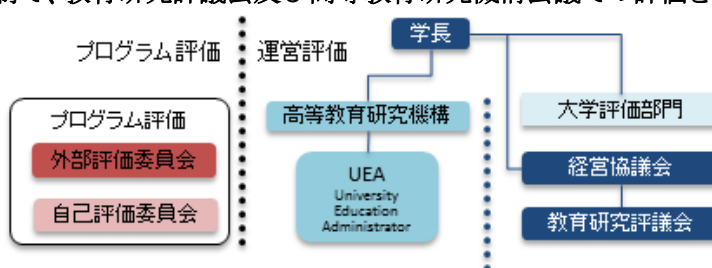 学長
プログラム評価
運営評価
プログラム評価
外部評価委員会
自己評価委員会
高等教育研究機構
UEA
University
Education
Administrator
大学評価部門
経営協議会
教育研究評議会